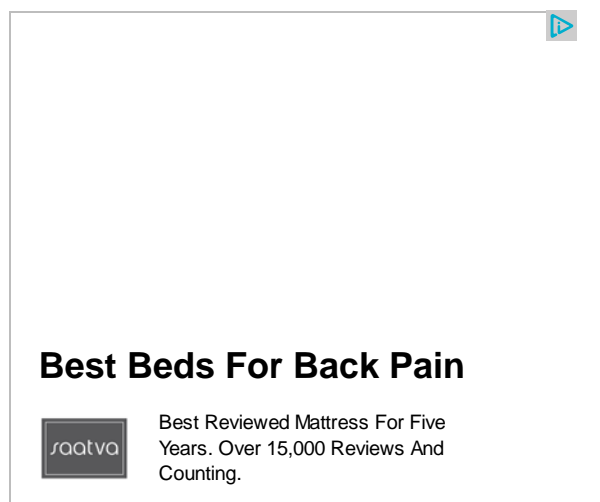 Best Beds For Back Pain
saatva
Best Reviewed Mattress For Five
Years. Over 15,000 Reviews And
Counting.